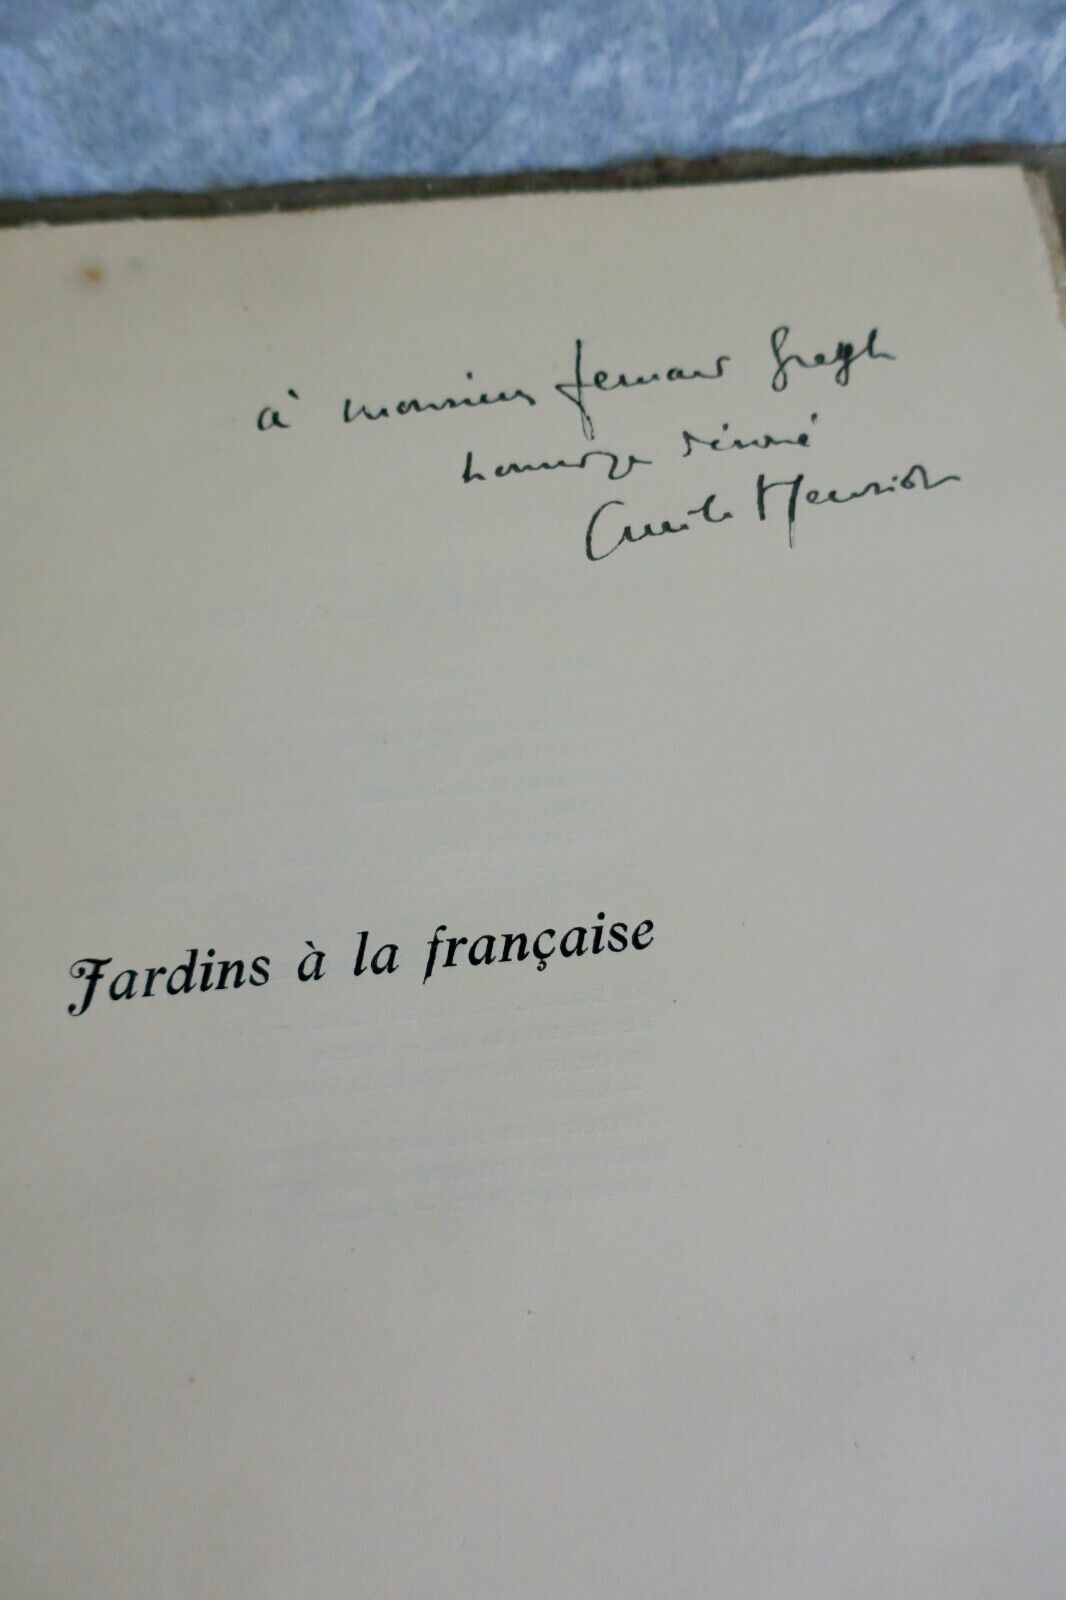 à monsieur Fernand Gregh
hommage dévoué
Emile Henriot
Jardins à la française